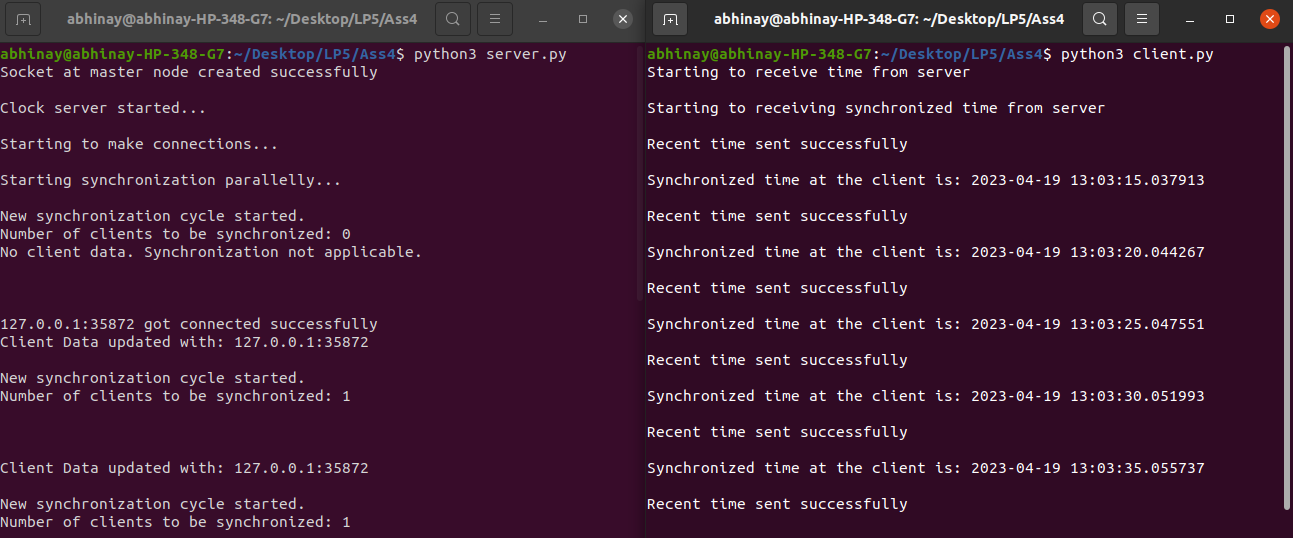 abhinay@abhinay-HP-348-G7: ~/Desktop/LP5/Ass4
abhinay@abhinay-HP-348-G7:~/Desktop/LP5/Ass4$ python3 server.py
Socket at master node created successfully
Clock server started...
Starting to make connections...
Starting synchronization parallelly...
New synchronization cycle started.
Number of clients to be synchronized: 0
No client data. Synchronization not applicable.
127.0.0.1:35872 got connected successfully
Client Data updated with: 127.0.0.1:35872
New synchronization cycle started.
Number of clients to be synchronized: 1
Client Data updated with: 127.0.0.1:35872
New synchronization cycle started.
Number of clients to be synchronized: 1
abhinay@abhinay-HP-348-G7: ~/Desktop/LP5/Ass4
abhinay@abhinay-HP-348-G7:~/Desktop/LP5/Ass4$ python3 client.py
Starting to receive time from server
Starting to receiving synchronized time from server
Recent time sent successfully
Synchronized time at the client is: 2023-04-19 13:03:15.037913
Recent time sent successfully
Synchronized time at the client is: 2023-04-19 13:03:20.044267
Recent time sent successfully
Synchronized time at the client is: 2023-04-19 13:03:25.047551
Recent time sent successfully
Synchronized time at the client is: 2023-04-19 13:03:30.051993
Recent time sent successfully
Synchronized time at the client is: 2023-04-19 13:03:35.055737
Recent time sent successfully